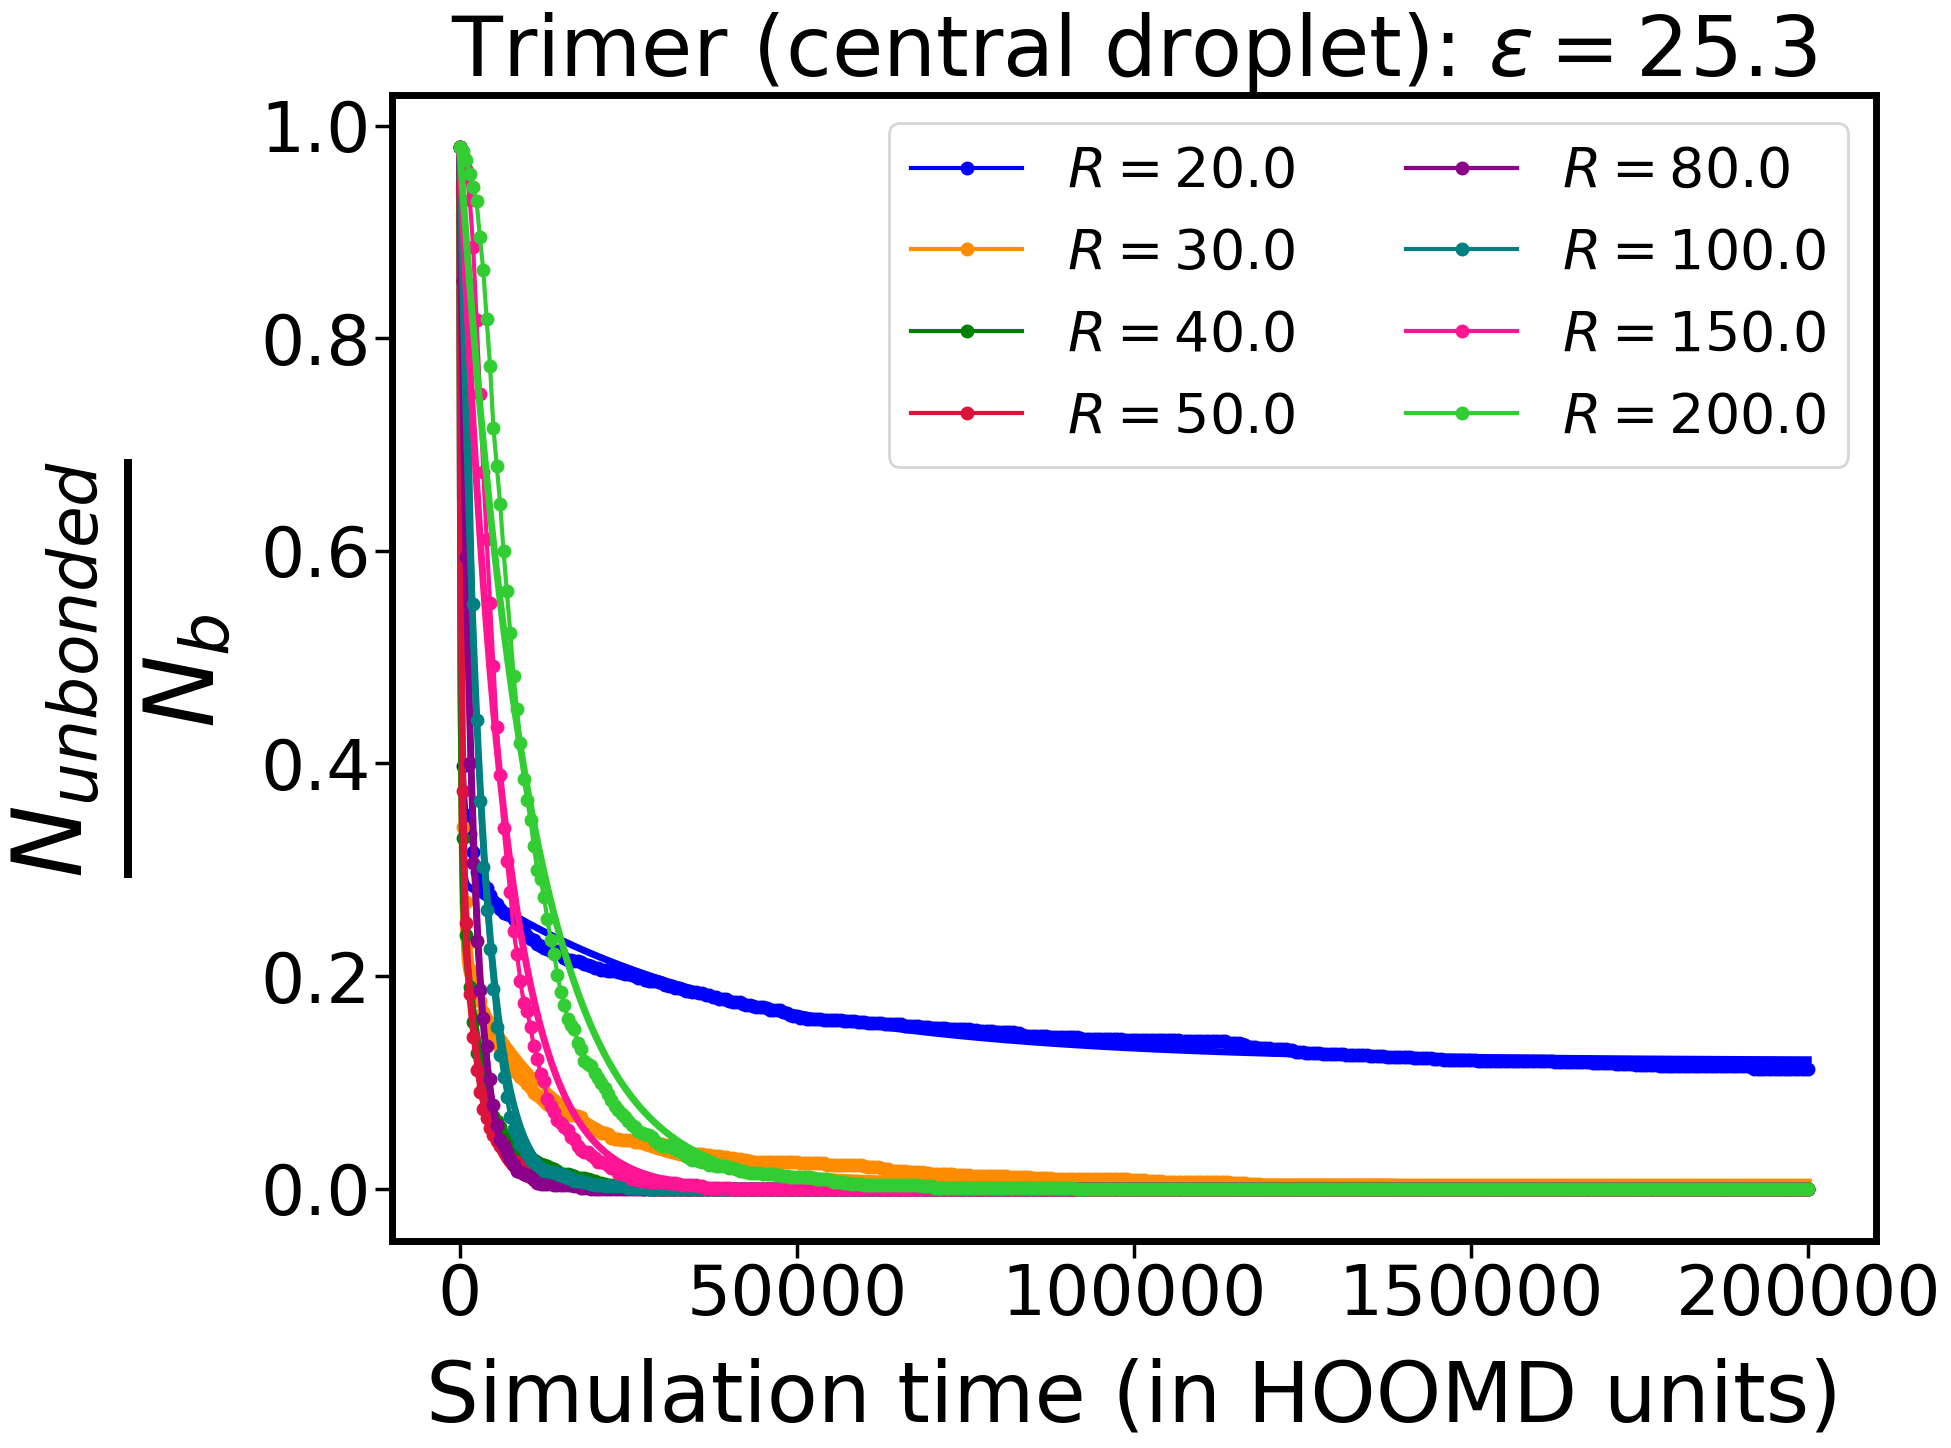 Trimer (central droplet): ε = 25.3
N_unbonded
N_b
1.0
0.8
0.6
0.4
0.2
0.0
R = 20.0
R = 30.0
R = 40.0
R = 50.0
R = 80.0
R = 100.0
R = 150.0
R = 200.0
0 50000 100000 150000 200000
Simulation time (in HOOMD units)